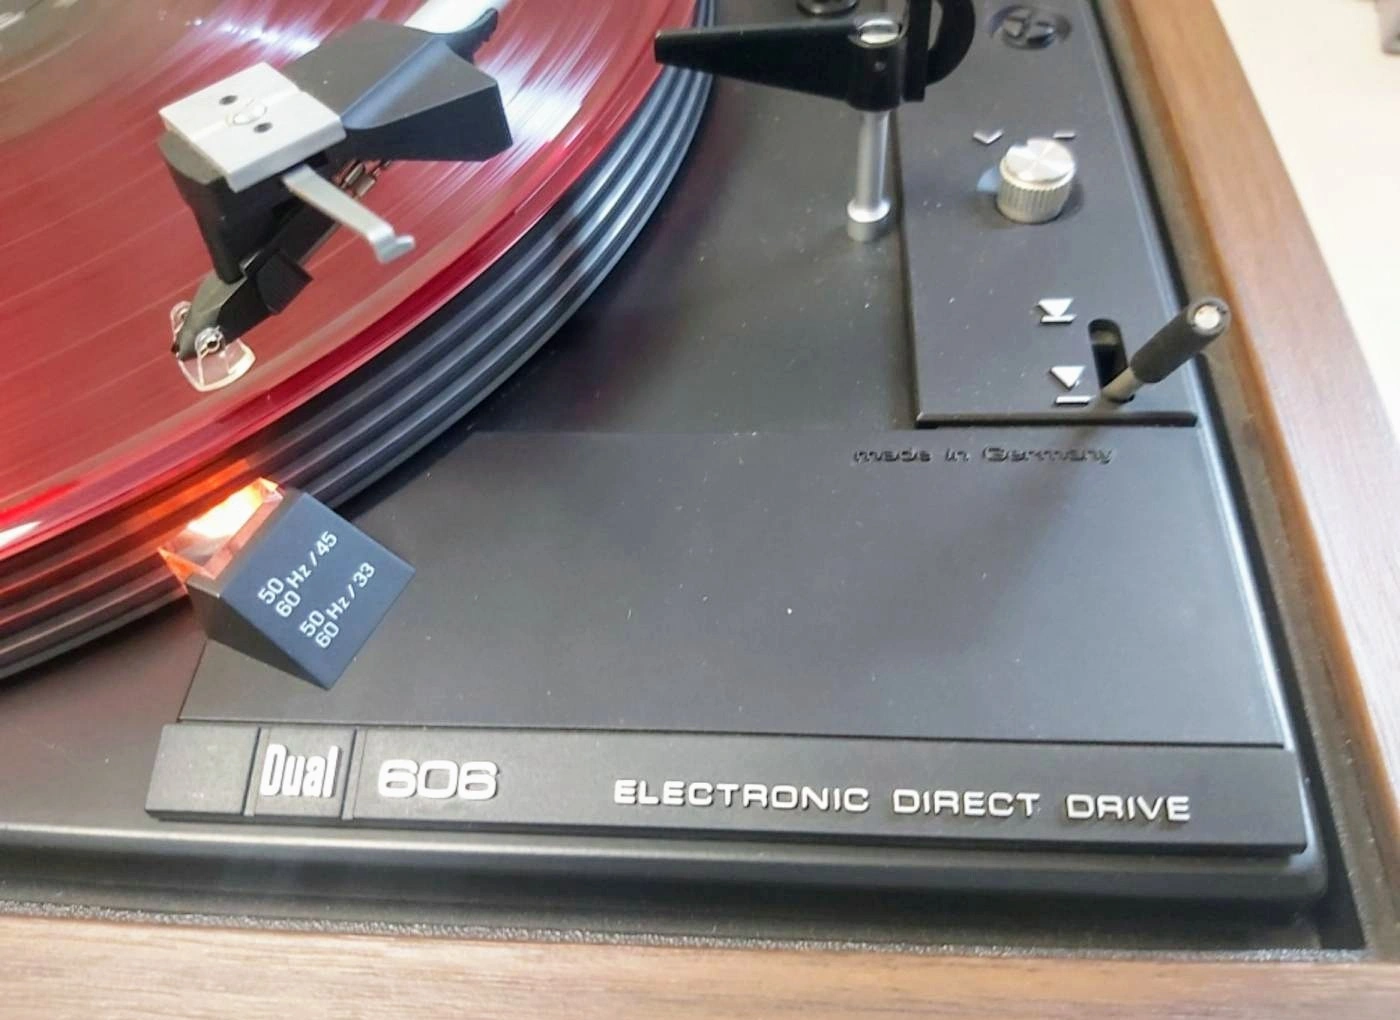 made in Germany
50
60 Hz / 45
50
60 Hz / 33
Dual 606 ELECTRONIC DIRECT DRIVE